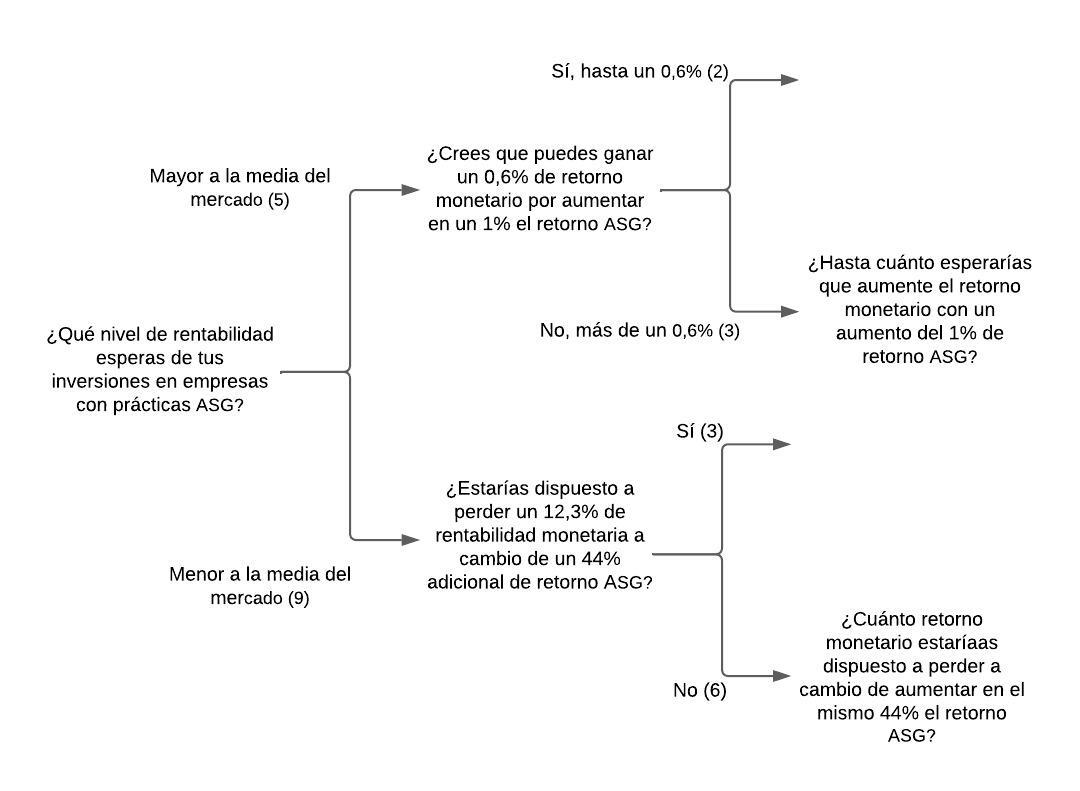 Sí, hasta un 0,6% (2)
¿Crees que puedes ganar
un 0,6% de retorno
monetario por aumentar
en un 1% el retorno ASG?
Mayor a la media del
mercado (5)
¿Hasta cuánto esperarías
que aumente el retorno
monetario con un
aumento del 1% de
retorno ASG?
No, más de un 0,6% (3)
¿Qué nivel de rentabilidad
esperas de tus
inversiones en empresas
con prácticas ASG?
Sí (3)
¿Estarías dispuesto a
perder un 12,3% de
rentabilidad monetaria a
cambio de un 44%
adicional de retorno ASG?
Menor a la media del
mercado (9)
¿Cuánto retorno
monetario estaríaas
dispuesto a perder a
cambio de aumentar en el
mismo 44% el retorno
ASG?
No (6)